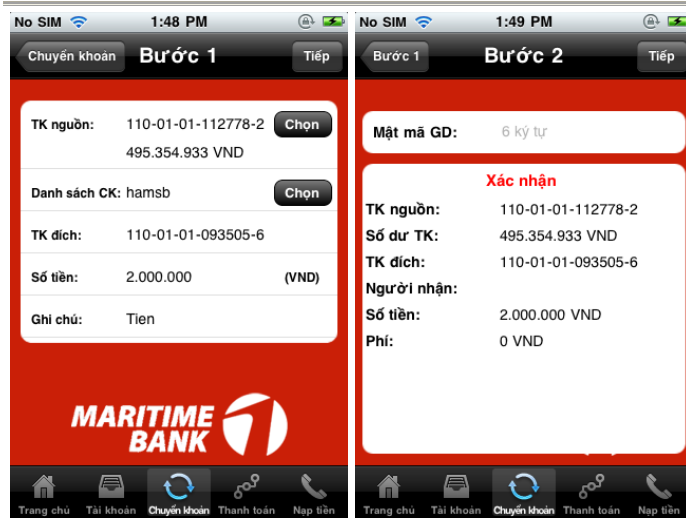 No SIM 1:48 PM
Chuyển khoản Bước 1 Tiếp
TK nguồn: 110-01-01-112778-2 Chọn
495.354.933 VND
Danh sách CK: hamsb Chọn
TK đích: 110-01-01-093505-6
Số tiền: 2.000.000 (VND)
Ghi chú: Tien
MARITIME
BANK
Trang chủ Tài khoản Chuyển khoản Thanh toán Nạp tiền
No SIM 1:49 PM
Bước 1 Bước 2 Tiếp
Mật mã GD: 6 ký tự
Xác nhận
TK nguồn: 110-01-01-112778-2
Số dư TK: 495.354.933 VND
TK đích: 110-01-01-093505-6
Người nhận:
Số tiền: 2.000.000 VND
Phí: 0 VND
Trang chủ Tài khoản Chuyển khoản Thanh toán Nạp tiền